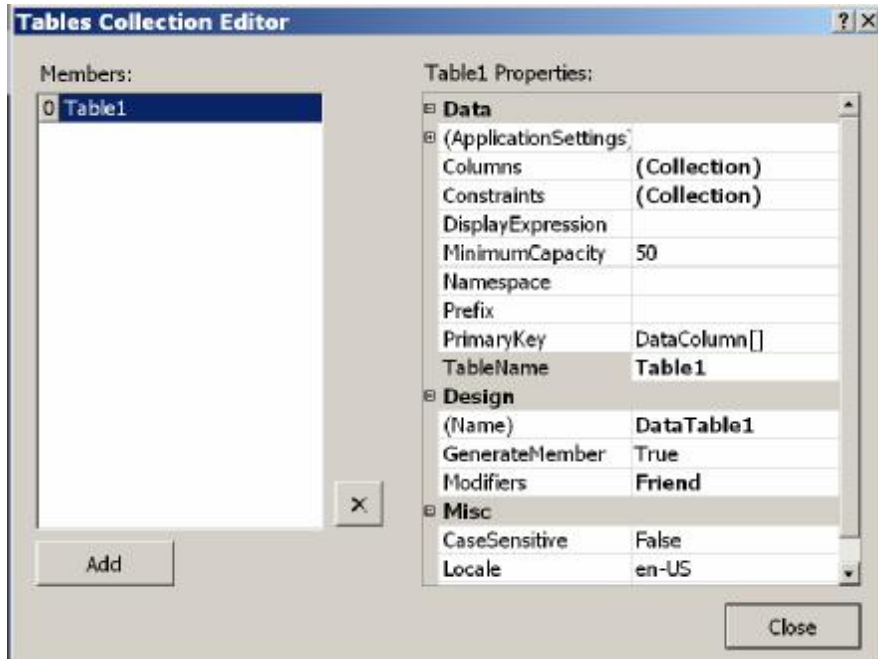 Tables Collection Editor
Members:
0 Table1
Add
Table1 Properties:
Data
(ApplicationSettings)
Columns (Collection)
Constraints (Collection)
DisplayExpression
MinimumCapacity 50
Namespace
Prefix
PrimaryKey DataColumn[]
TableName Table1
Design
(Name) DataTable1
GenerateMember True
Modifiers Friend
Misc
CaseSensitive False
Locale en-US
Close